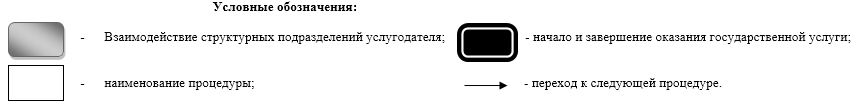 Условные обозначения:
- Взаимодействие структурных подразделений услугодателя; - начало и завершение оказания государственной услуги;
- наименование процедуры; - переход к следующей процедуре.